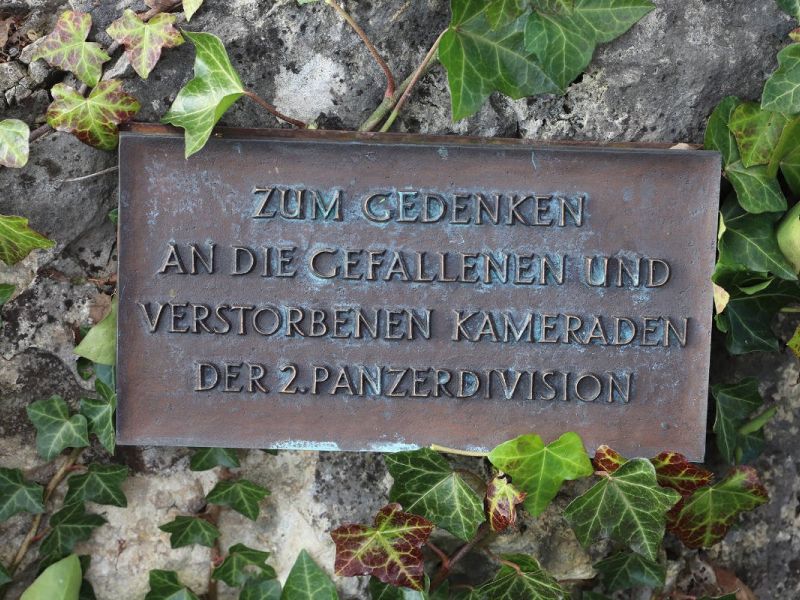 ZUM GEDENKEN
AN DIE GEFALLENEN UND
VERSTORBENEN KAMERADEN
DER 2.PANZERDIVISION